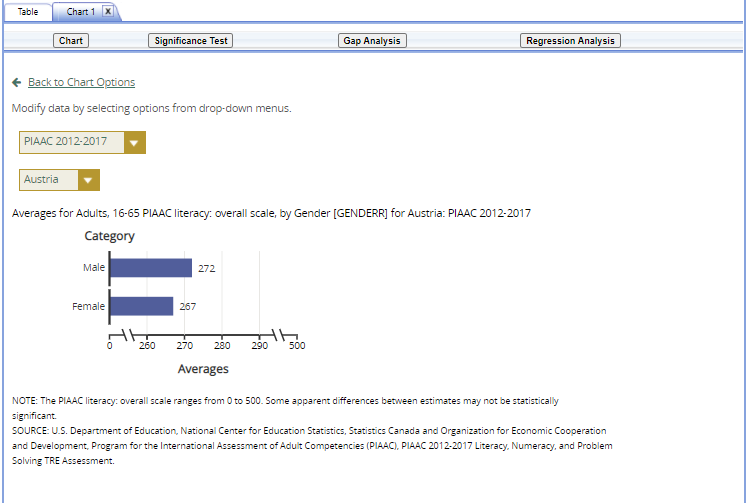 Table Chart 1 X
Chart Significance Test Gap Analysis Regression Analysis
Back to Chart Options
Modify data by selecting options from drop-down menus.
PIAAC 2012-2017
Austria
Averages for Adults, 16-65 PIAAC literacy: overall scale, by Gender [GENDERR] for Austria: PIAAC 2012-2017
Category
Male 272
Female 267
0 260 270 280 290 500
Averages
NOTE: The PIAAC literacy: overall scale ranges from 0 to 500. Some apparent differences between estimates may not be statistically
significant.
SOURCE: U.S. Department of Education, National Center for Education Statistics, Statistics Canada and Organization for Economic Cooperation
and Development, Program for the International Assessment of Adult Competencies (PIAAC), PIAAC 2012-2017 Literacy, Numeracy, and Problem
Solving TRE Assessment.